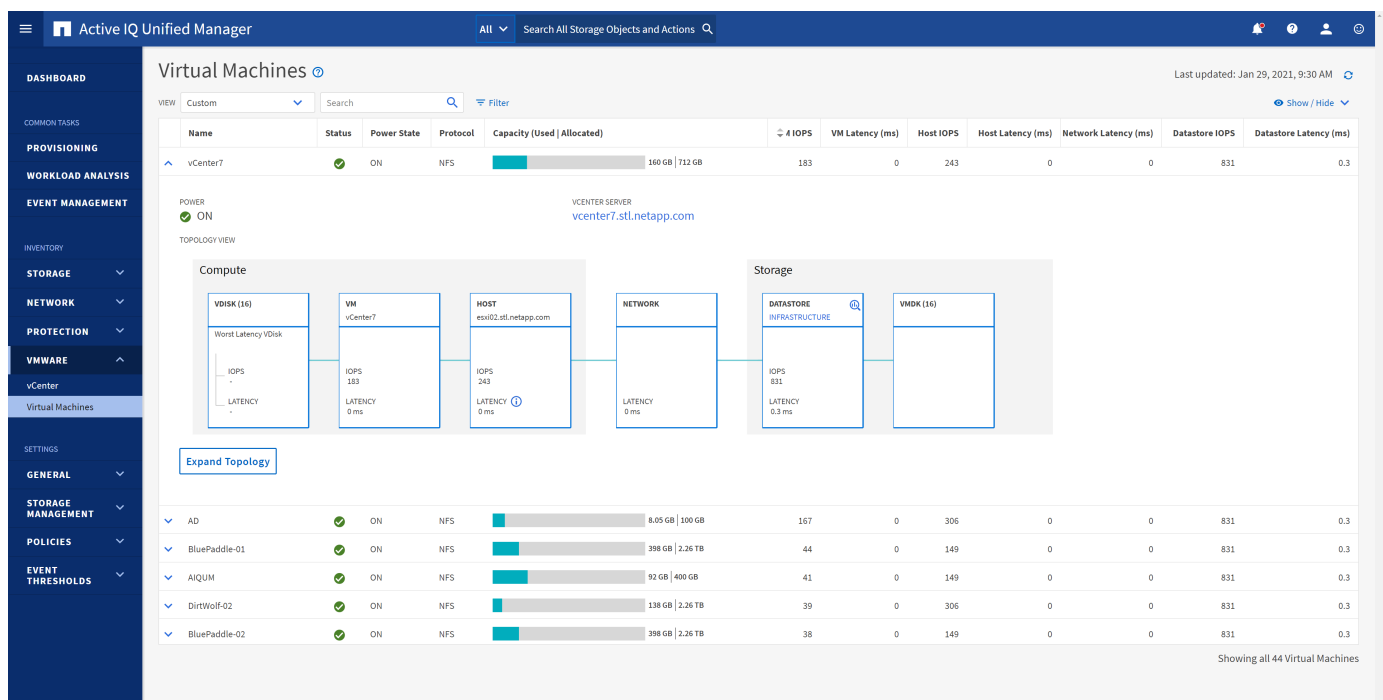 Active IQ Unified Manager
All
Search All Storage Objects and Actions
DASHBOARD
COMMON TASKS
PROVISIONING
WORKLOAD ANALYSIS
EVENT MANAGEMENT
INVENTORY
STORAGE
NETWORK
PROTECTION
VMWARE
vCenter
Virtual Machines
SETTINGS
GENERAL
STORAGE
MANAGEMENT
POLICIES
EVENT
THRESHOLDS
Virtual Machines
Last updated: Jan 29, 2021, 9:30 AM
VIEW Custom Search Filter Show / Hide
Name Status Power State Protocol Capacity (Used | Allocated) IOPS VM Latency (ms) Host IOPS Host Latency (ms) Network Latency (ms) Datastore IOPS Datastore Latency (ms)
vCenter7 ON NFS 160 GB | 712 GB 183 0 243 0 0 831 0.3
POWER
ON
VCENTER SERVER
vcenter7.stl.netapp.com
TOPOLOGY VIEW
Compute
VDISK (16)
Worst Latency VDisk
IOPS
-
LATENCY
-
VM
vCenter7
IOPS
183
LATENCY
0 ms
HOST
esxi02.stl.netapp.com
IOPS
243
LATENCY
0 ms
NETWORK
LATENCY
0 ms
Storage
DATASTORE
INFRASTRUCTURE
IOPS
831
LATENCY
0.3 ms
VMDK (16)
Expand Topology
AD ON NFS 8.05 GB | 100 GB 167 0 306 0 0 831 0.3
BluePaddle-01 ON NFS 398 GB | 2.26 TB 44 0 149 0 0 831 0.3
AIQUM ON NFS 92 GB | 400 GB 41 0 149 0 0 831 0.3
DirtWolf-02 ON NFS 138 GB | 2.26 TB 39 0 306 0 0 831 0.3
BluePaddle-02 ON NFS 398 GB | 2.26 TB 38 0 149 0 0 831 0.3
Showing all 44 Virtual Machines